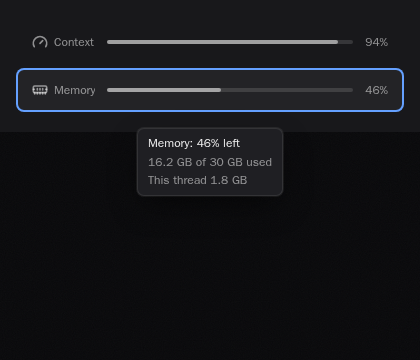 Context 94%
Memory 46%
Memory: 46% left
16.2 GB of 30 GB used
This thread 1.8 GB